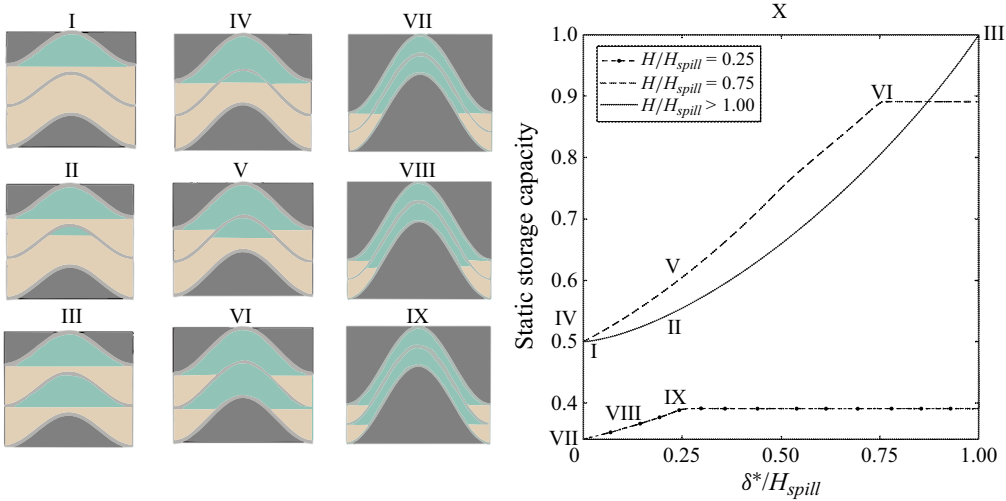 I IV VII
II V VIII
III VI IX
X
Static storage capacity
1.0
0.9
0.8
0.7
0.6
0.5
0.4
H/H_spill = 0.25
H/H_spill = 0.75
H/H_spill > 1.00
III
VI
V
IV
II
I
IX
VIII
VII
0 0.25 0.50 0.75 1.00
δ*/H_spill